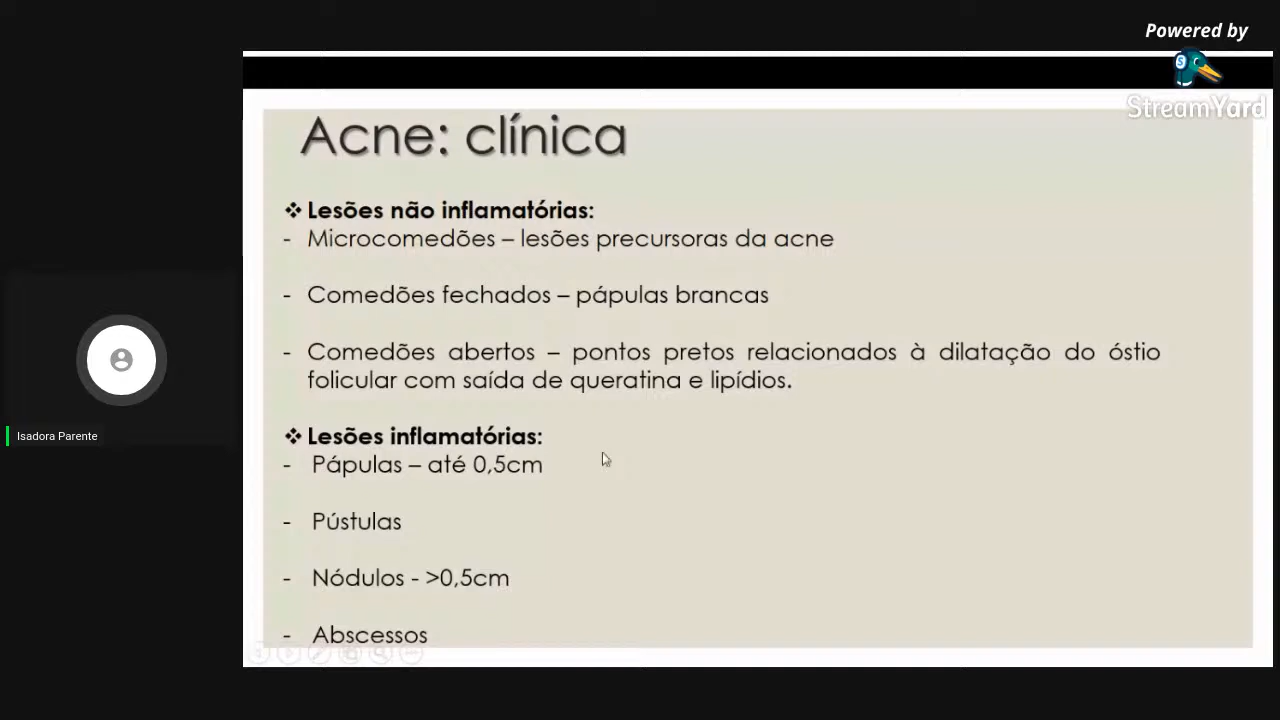 Powered by
StreamYard
Acne: clínica
❖ Lesões não inflamatórias:
- Microcomedões – lesões precursoras da acne
- Comedões fechados – pápulas brancas
- Comedões abertos – pontos pretos relacionados à dilatação do óstio
folicular com saída de queratina e lipídios.
❖ Lesões inflamatórias:
- Pápulas – até 0,5cm
- Pústulas
- Nódulos - >0,5cm
- Abscessos
Isadora Parente